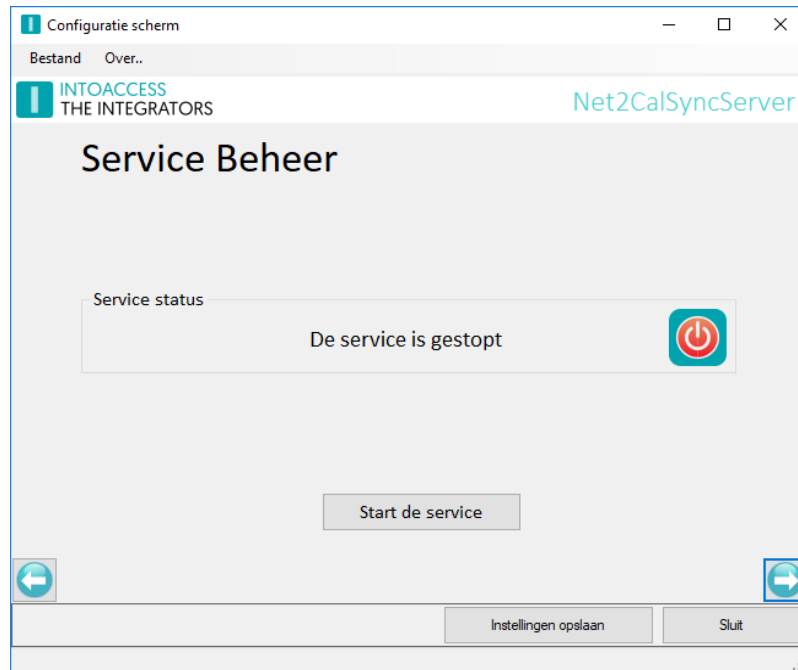 Configuratie scherm
Bestand Over..
INTOACCESS
THE INTEGRATORS
Net2CalSyncServer
Service Beheer
Service status
De service is gestopt
Start de service
Instellingen opslaan Sluit